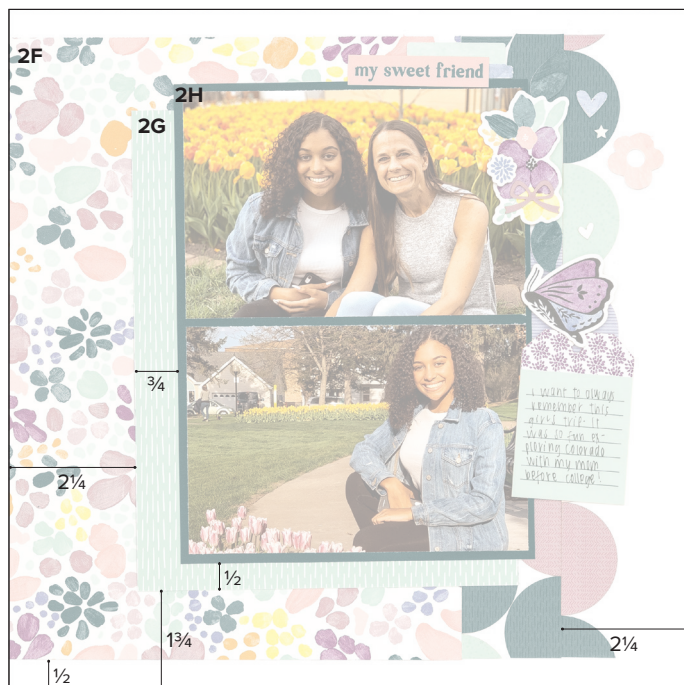 2F
my sweet friend
2H
2G
i want to always
remember this
girls trip. it
was so fun ex-
ploring colorado
with my mom
before college!
¾
2¼
½
1¾
2¼
½